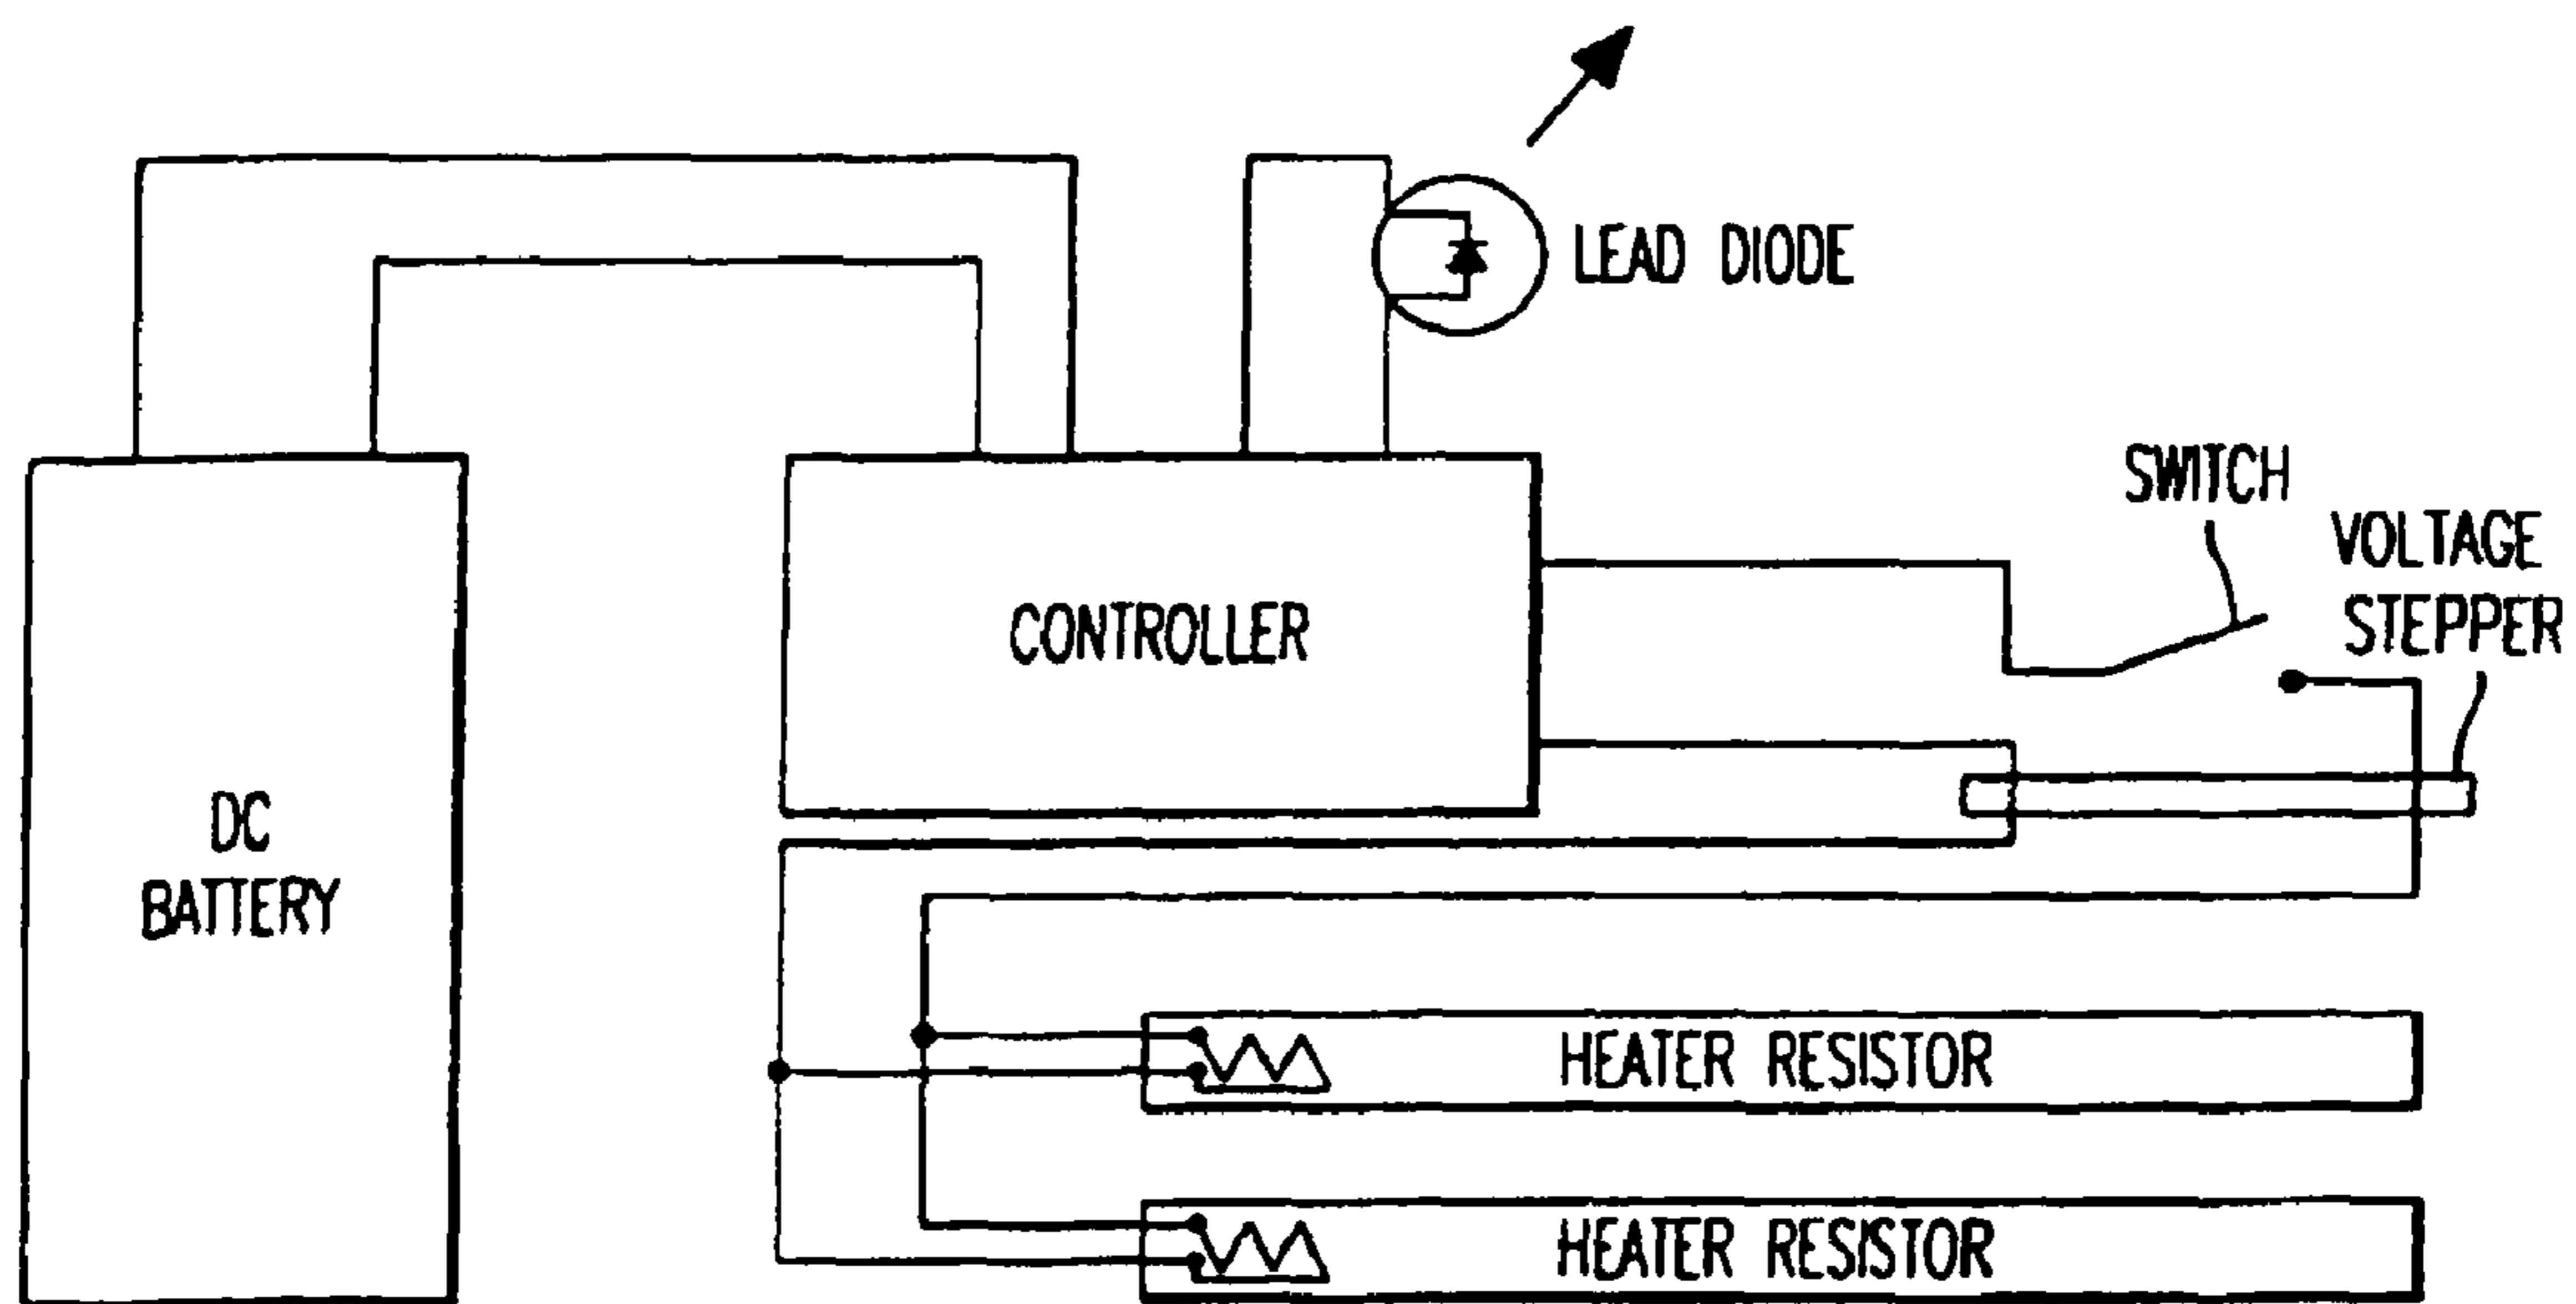 LEAD DIODE
SWITCH
VOLTAGE
STEPPER
CONTROLLER
DC
BATTERY
HEATER RESISTOR
HEATER RESISTOR